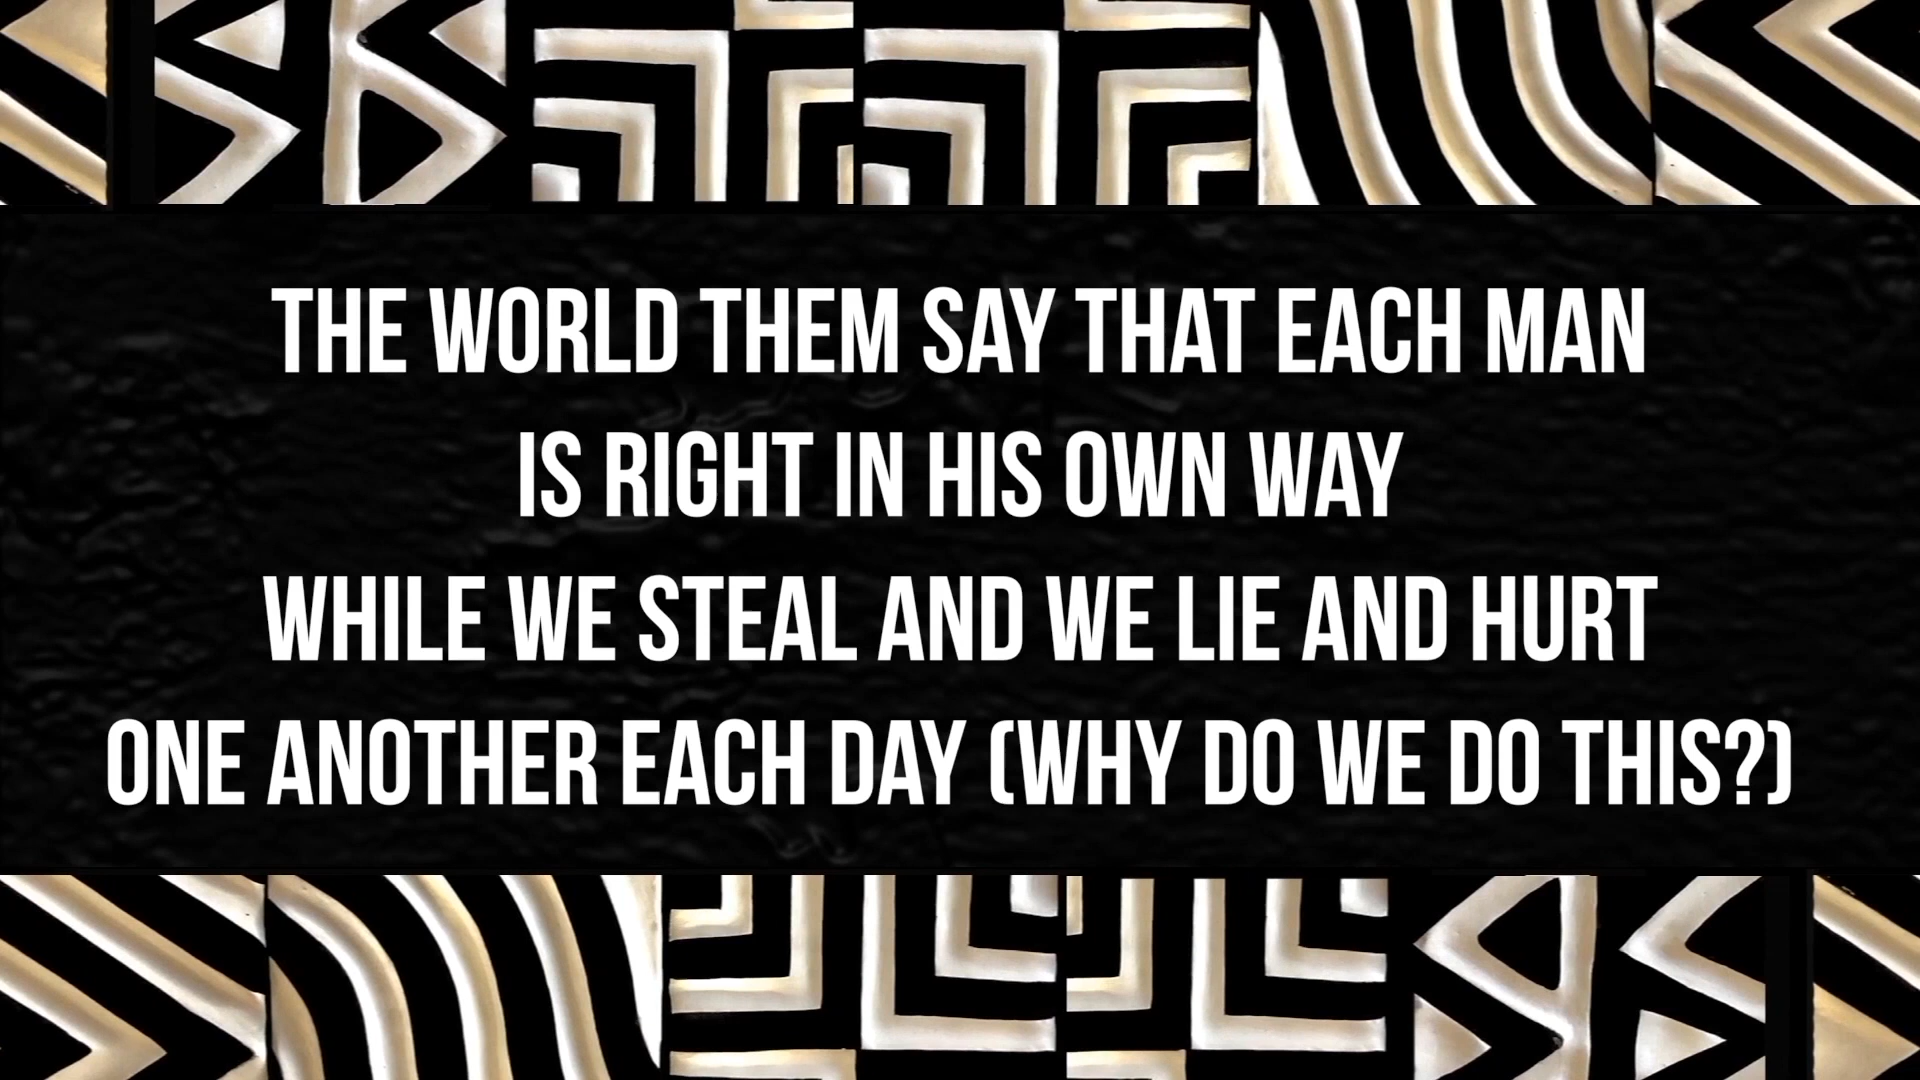 THE WORLD THEM SAY THAT EACH MAN
IS RIGHT IN HIS OWN WAY
WHILE WE STEAL AND WE LIE AND HURT
ONE ANOTHER EACH DAY (WHY DO WE DO THIS?)